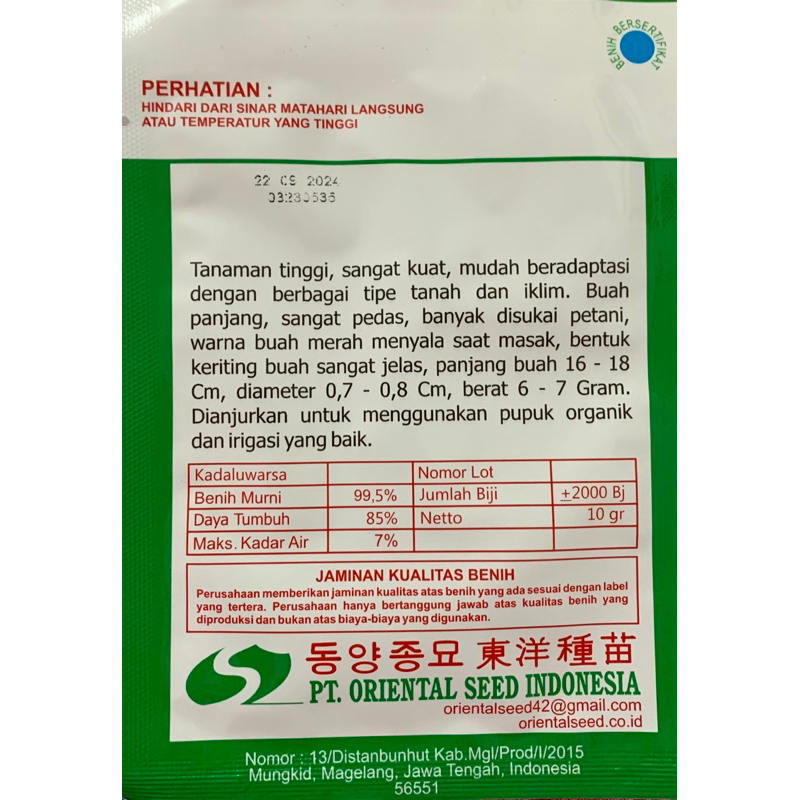 BENIH BERSERTIFIKAT
PERHATIAN :
HINDARI DARI SINAR MATAHARI LANGSUNG
ATAU TEMPERATUR YANG TINGGI
22 09 2024
03230535
Tanaman tinggi, sangat kuat, mudah beradaptasi
dengan berbagai tipe tanah dan iklim. Buah
panjang, sangat pedas, banyak disukai petani,
warna buah merah menyala saat masak, bentuk
keriting buah sangat jelas, panjang buah 16 - 18
Cm, diameter 0,7 - 0,8 Cm, berat 6 - 7 Gram.
Dianjurkan untuk menggunakan pupuk organik
dan irigasi yang baik.
Kadaluwarsa Nomor Lot
Benih Murni 99,5% Jumlah Biji ±2000 Bj
Daya Tumbuh 85% Netto 10 gr
Maks. Kadar Air 7%
JAMINAN KUALITAS BENIH
Perusahaan memberikan jaminan kualitas atas benih yang ada sesuai dengan label
yang tertera. Perusahaan hanya bertanggung jawab atas kualitas benih yang
diproduksi dan bukan atas biaya-biaya yang digunakan.
동양종묘 東洋種苗
PT. ORIENTAL SEED INDONESIA
orientalseed42@gmail.com
orientalseed.co.id
Nomor : 13/Distanbunhut Kab.Mgl/Prod/I/2015
Mungkid, Magelang, Jawa Tengah, Indonesia
56551